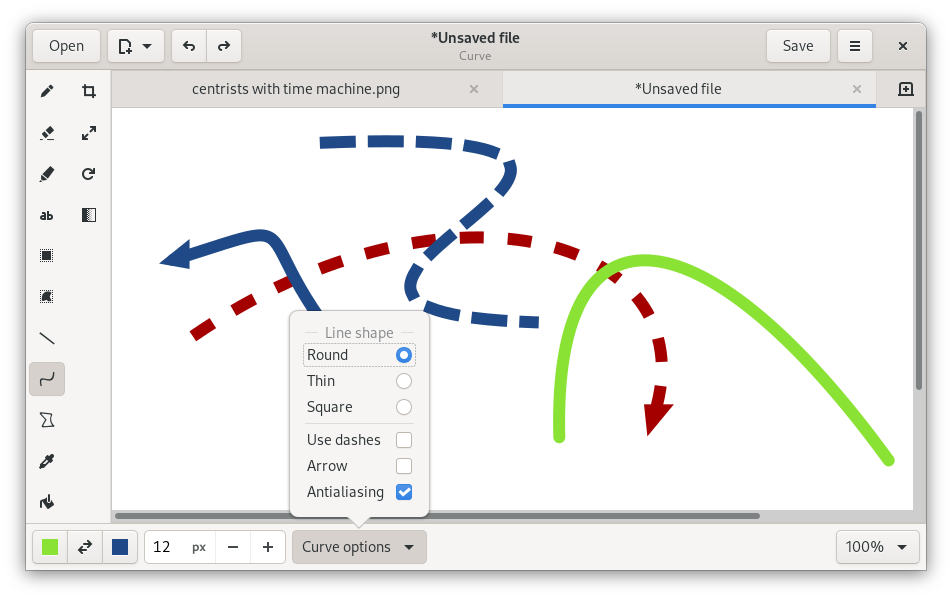 Open
*Unsaved file
Curve
Save
centrists with time machine.png
*Unsaved file
ab
Line shape
Round
Thin
Square
Use dashes
Arrow
Antialiasing
12 px
Curve options
100%